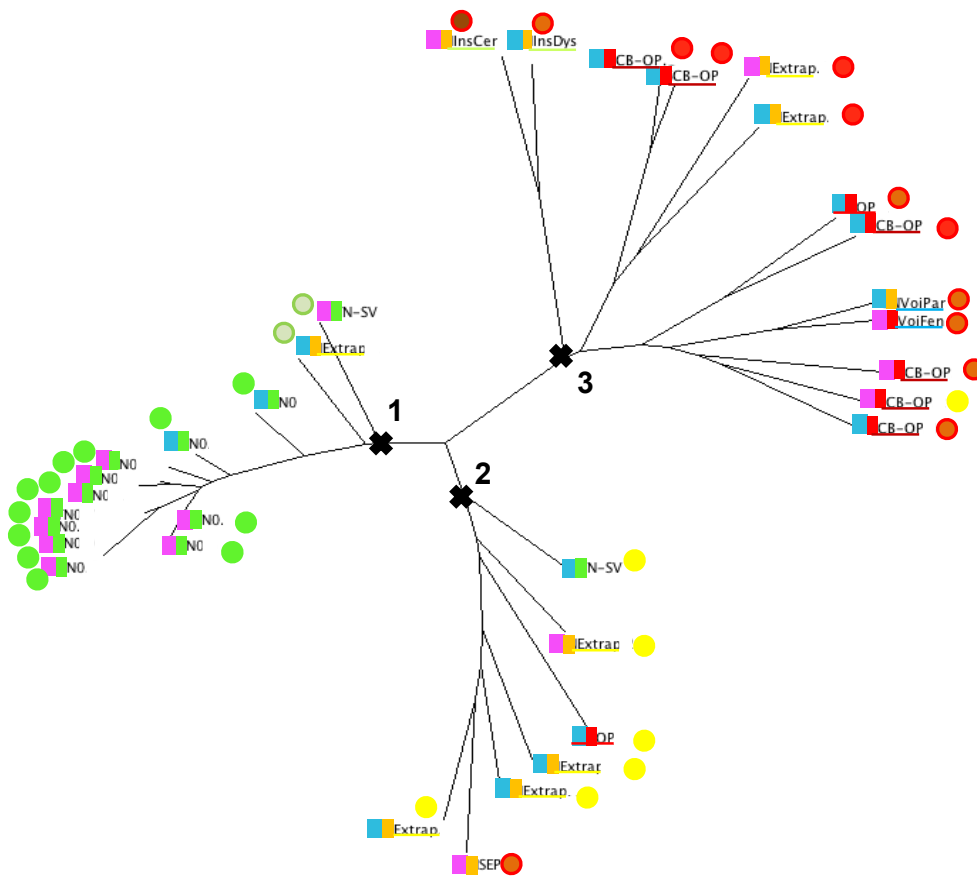 InsCer
InsDys
CB-OP.
CB-OP
Extrap.
Extrap.
OP
CB-OP
VoiPar
VoiFen
CB-OP
CB-OP
CB-OP
3
N-SV
Extrap
1
N0
N0.
N0
N0
N0
N0
N0.
N0
N0.
N0.
N0
2
N-SV
Extrap
OP
Extrap
Extrap.
Extrap.
SEP